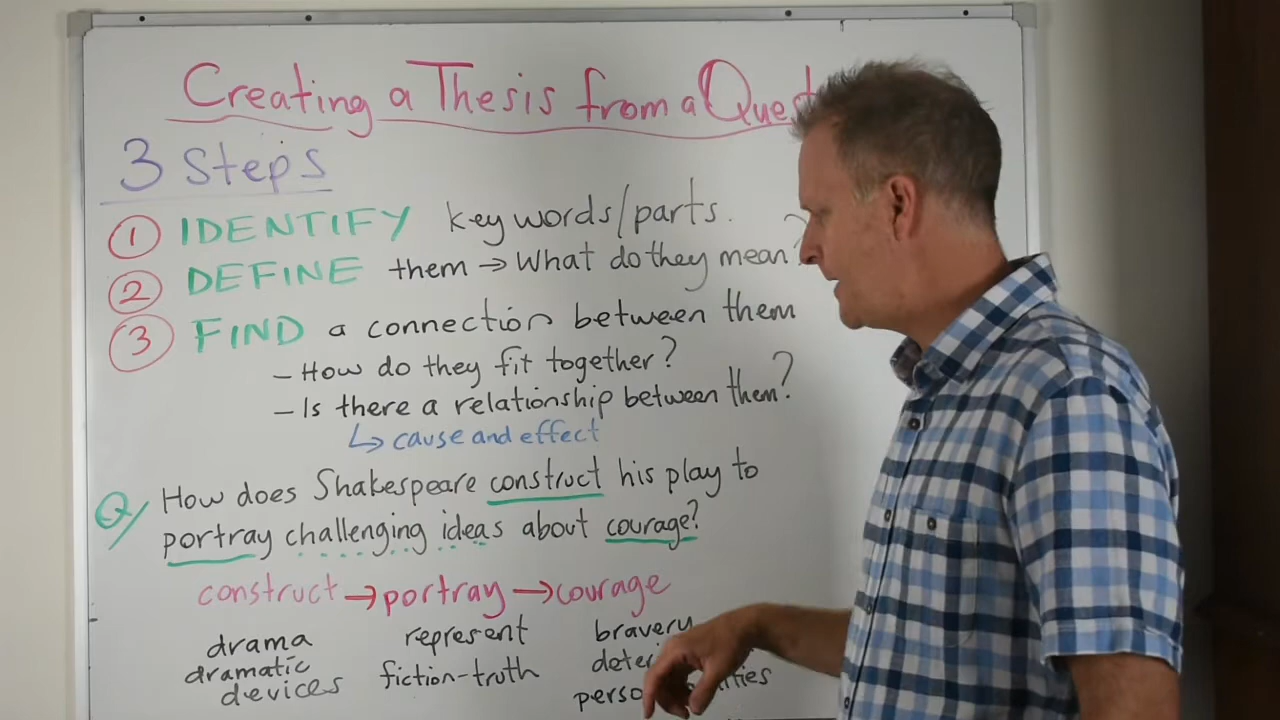 Creating a Thesis from a Quest
3 Steps
1 IDENTIFY key words/parts.
2 DEFINE them → What do they mean?
3 FIND a connection between them
- How do they fit together?
- Is there a relationship between them?
↳ cause and effect
Q/ How does Shakespeare construct his play to
portray challenging ideas about courage?
construct → portray → courage
drama represent bravery
dramatic fiction-truth
devices